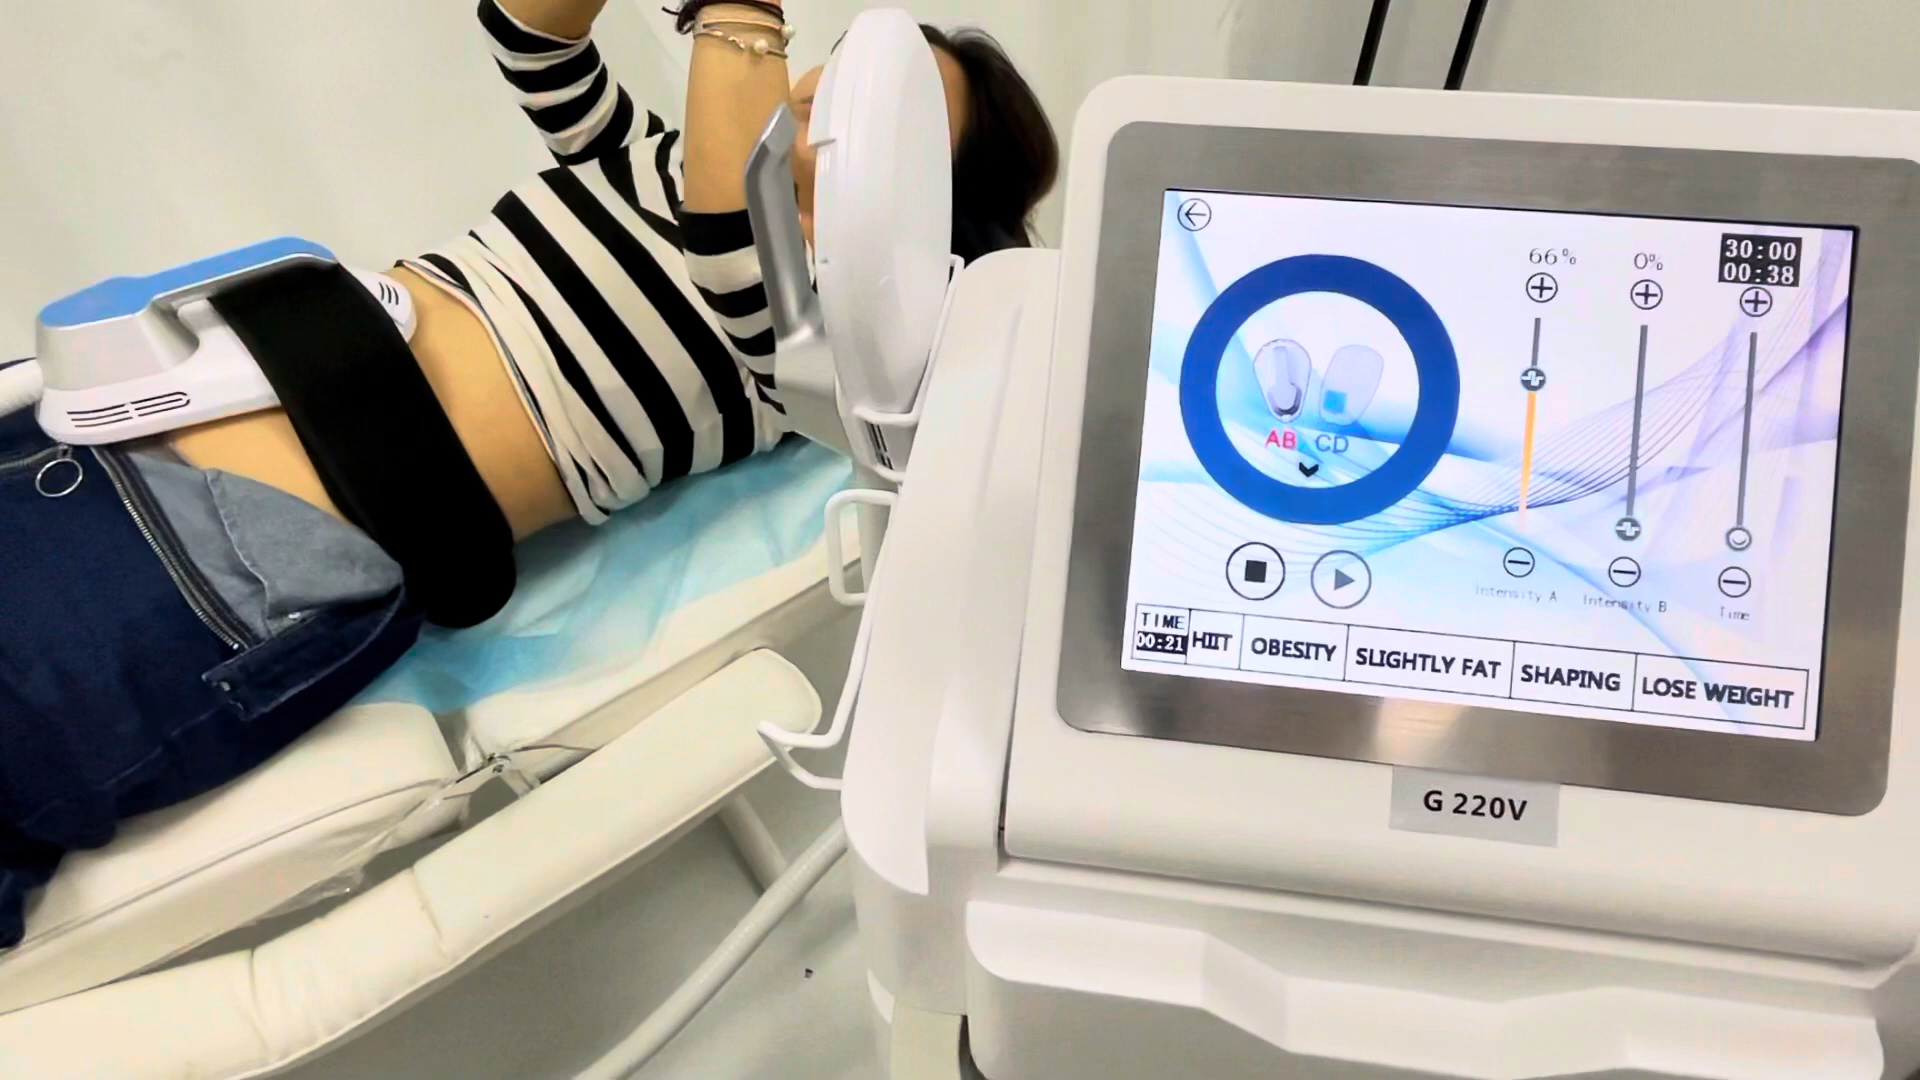 66%
0%
30:00
00:38
AB CD
Intensity A
Intensity B
Time
TIME
00:21
HIIT
OBESITY
SLIGHTLY FAT
SHAPING
LOSE WEIGHT
G 220V